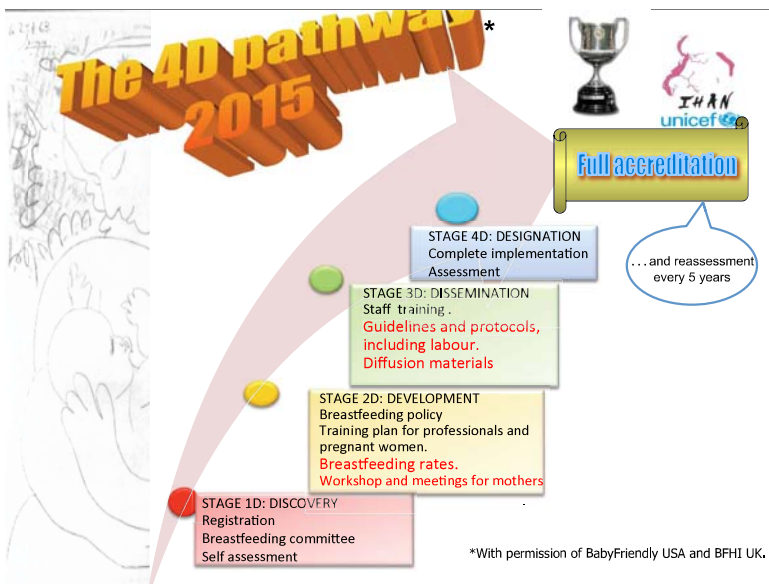 The 4D pathway *
2015
IHAN
unicef
Full accreditation
...and reassessment
every 5 years
STAGE 4D: DESIGNATION
Complete implementation
Assessment
STAGE 3D: DISSEMINATION
Staff training .
Guidelines and protocols,
including labour.
Diffusion materials
STAGE 2D: DEVELOPMENT
Breastfeeding policy
Training plan for professionals and
pregnant women.
Breastfeeding rates.
Workshop and meetings for mothers
STAGE 1D: DISCOVERY
Registration
Breastfeeding committee
Self assessment
*With permission of BabyFriendly USA and BFHI UK.